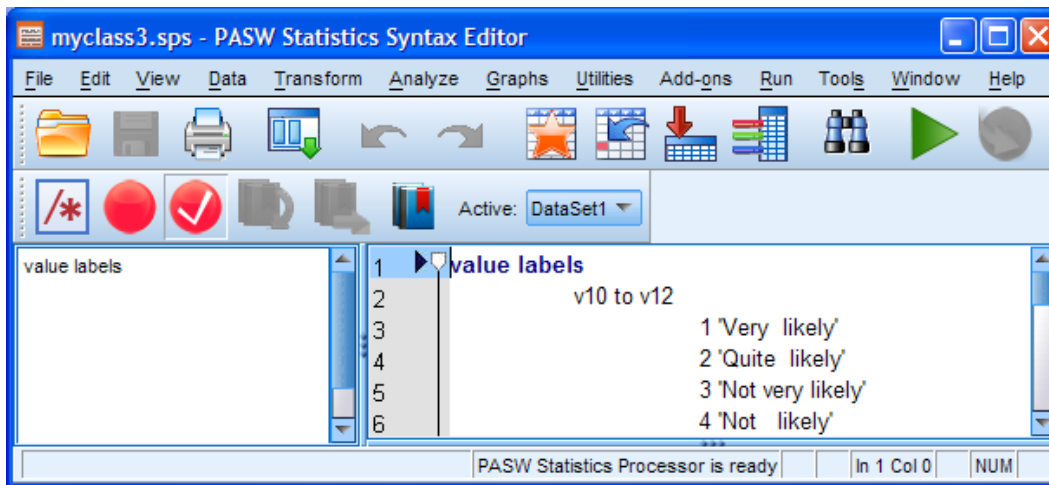 myclass3.sps - PASW Statistics Syntax Editor
File Edit View Data Transform Analyze Graphs Utilities Add-ons Run Tools Window Help
/*
Active: DataSet1
value labels
1 value labels
2 v10 to v12
3 1 'Very likely'
4 2 'Quite likely'
5 3 'Not very likely'
6 4 'Not likely'
PASW Statistics Processor is ready In 1 Col 0 NUM